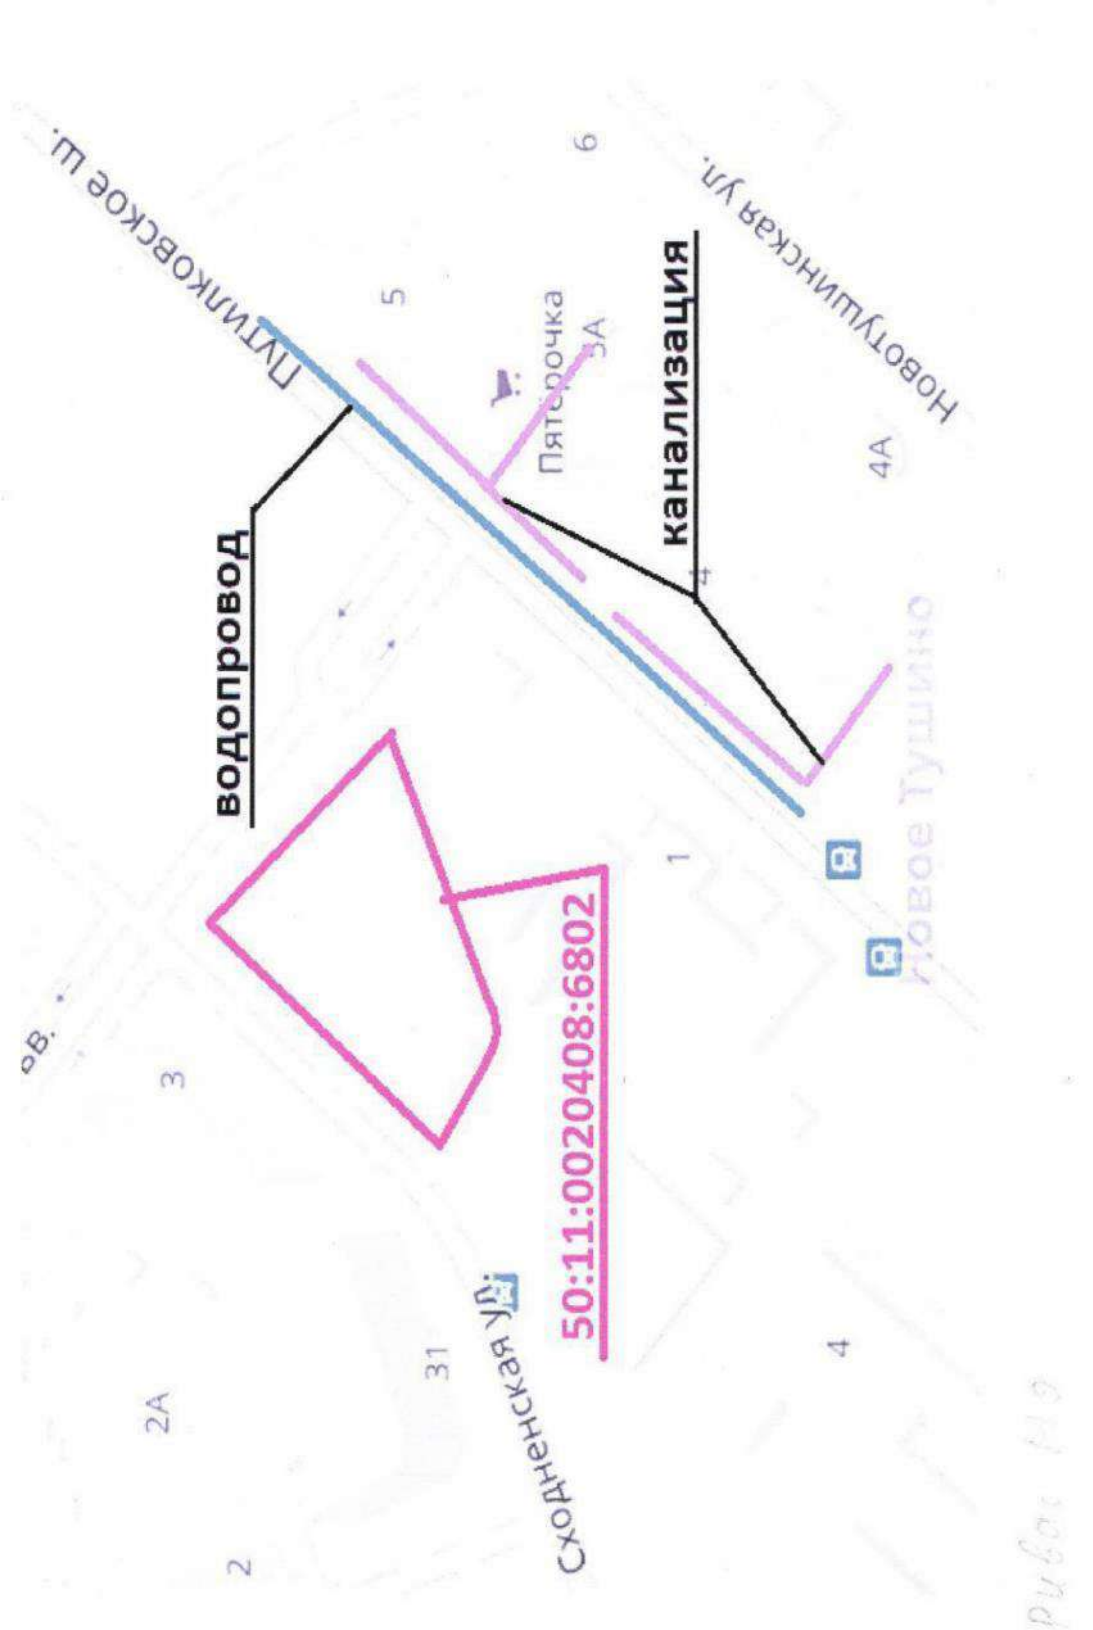 Путилковское ш.
6
5
Новотушинская ул.
Пятёрочка
5А
канализация
4А
водопровод
4
Новое Тушино
1
50:11:0020408:6802
3
31
2А
Сходненская ул.
4
2